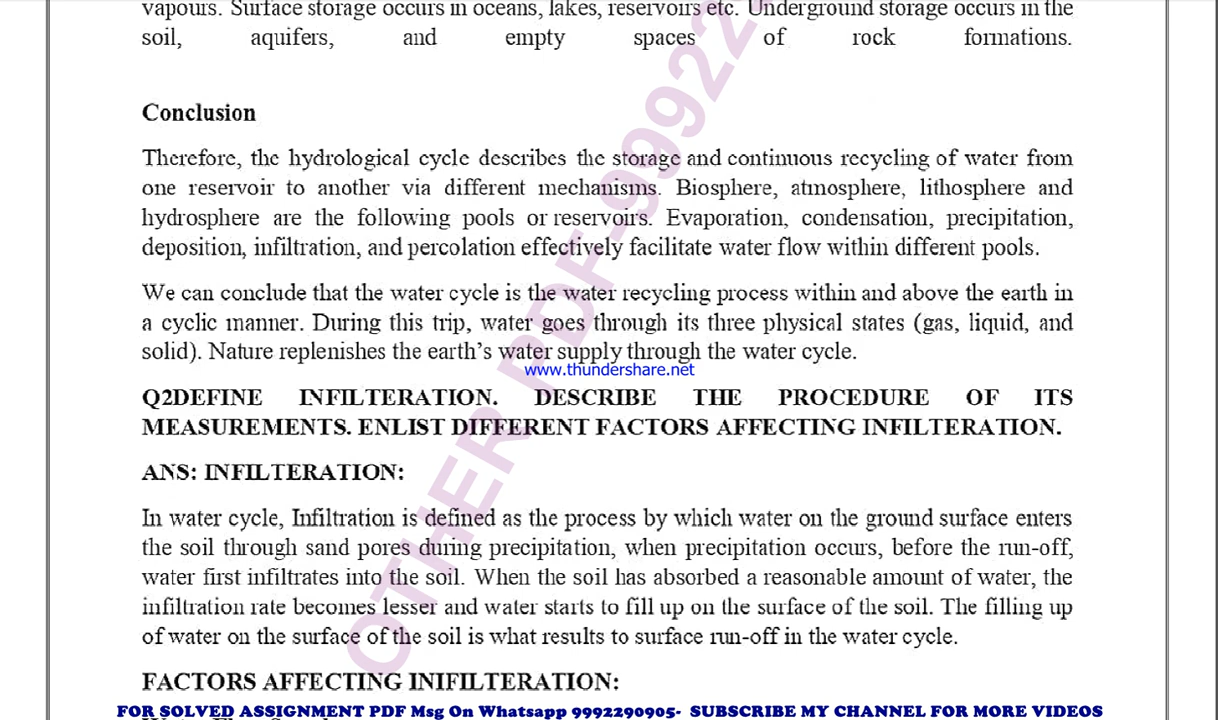 vapours. Surface storage occurs in oceans, lakes, reservoirs etc. Underground storage occurs in the
soil, aquifers, and empty spaces of rock formations.
Conclusion
Therefore, the hydrological cycle describes the storage and continuous recycling of water from
one reservoir to another via different mechanisms. Biosphere, atmosphere, lithosphere and
hydrosphere are the following pools or reservoirs. Evaporation, condensation, precipitation,
deposition, infiltration, and percolation effectively facilitate water flow within different pools.
We can conclude that the water cycle is the water recycling process within and above the earth in
a cyclic manner. During this trip, water goes through its three physical states (gas, liquid, and
solid). Nature replenishes the earth's water supply through the water cycle.
www.thundershare.net
Q2DEFINE INFILTERATION. DESCRIBE THE PROCEDURE OF ITS
MEASUREMENTS. ENLIST DIFFERENT FACTORS AFFECTING INFILTERATION.
ANS: INFILTERATION:
In water cycle, Infiltration is defined as the process by which water on the ground surface enters
the soil through sand pores during precipitation, when precipitation occurs, before the run-off,
water first infiltrates into the soil. When the soil has absorbed a reasonable amount of water, the
infiltration rate becomes lesser and water starts to fill up on the surface of the soil. The filling up
of water on the surface of the soil is what results to surface run-off in the water cycle.
FACTORS AFFECTING INIFILTERATION:
OTHER PDF-99922
FOR SOLVED ASSIGNMENT PDF Msg On Whatsapp 9992290905- SUBSCRIBE MY CHANNEL FOR MORE VIDEOS